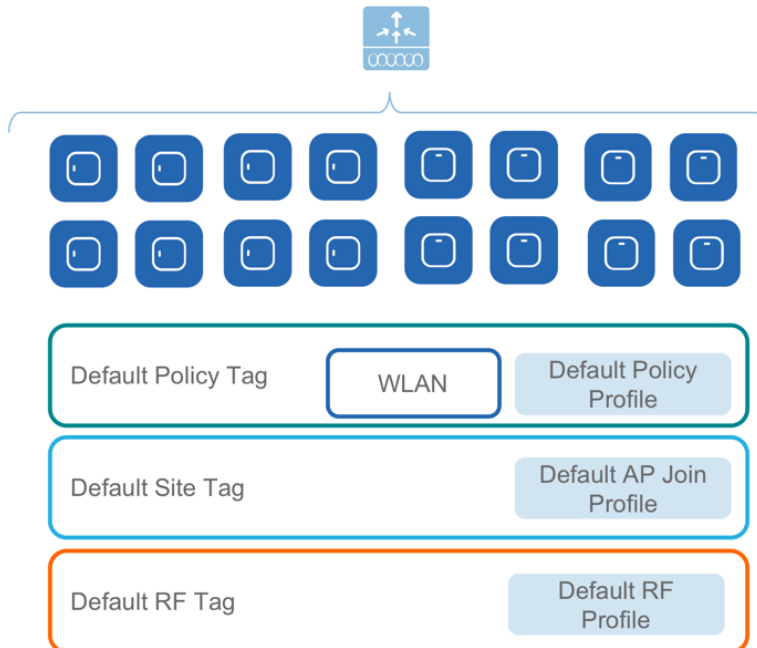 Default Policy Tag
WLAN
Default Policy
Profile
Default Site Tag
Default AP Join
Profile
Default RF Tag
Default RF
Profile